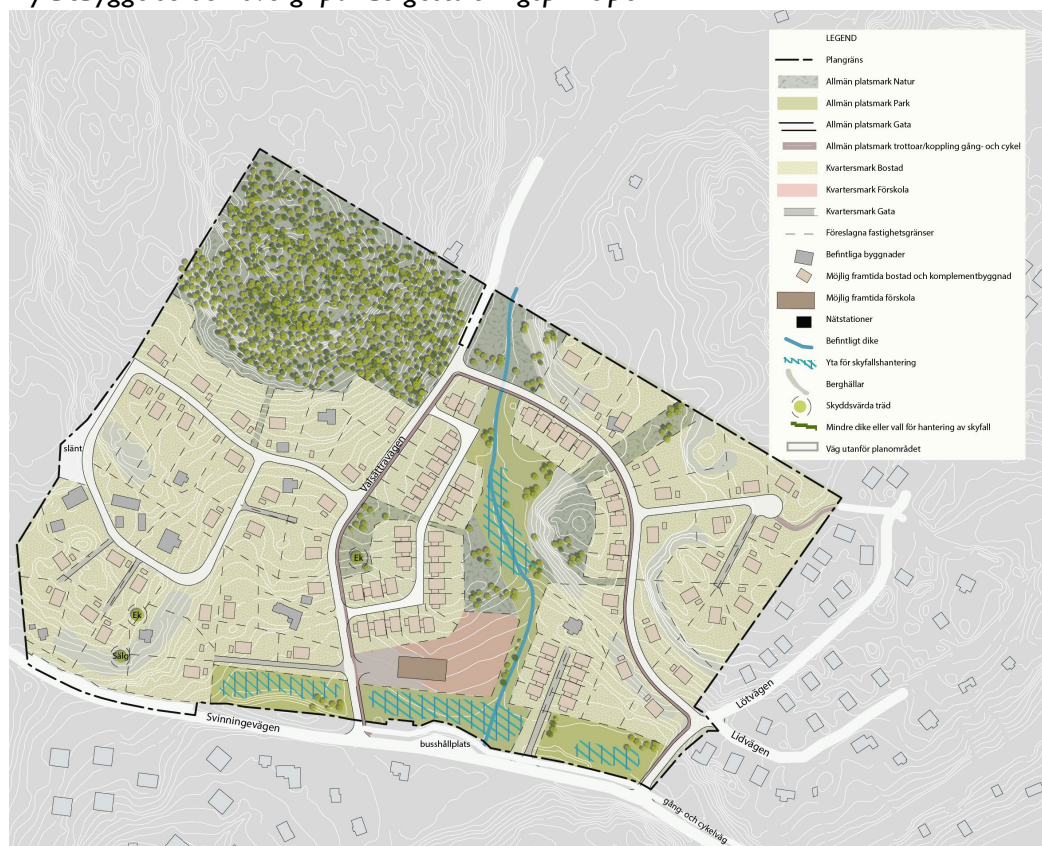 LEGEND
Plangräns
Allmän platsmark Natur
Allmän platsmark Park
Allmän platsmark Gata
Allmän platsmark trottoar/koppling gång- och cykel
Kvartersmark Bostad
Kvartersmark Förskola
Kvartersmark Gata
Föreslagna fastighetsgränser
Befintliga byggnader
Möjlig framtida bostad och komplementbyggnad
Möjlig framtida förskola
Nätstationer
Befintligt dike
Yta för skyfallshantering
Berghällar
Skyddsvärda träd
Mindre dike eller vall för hantering av skyfall
Väg utanför planområdet
slänt
Valsättravägen
Ek
Ek
Sälg
Svinningevägen
busshållplats
Lötvägen
Lidvägen
gång- och cykelväg